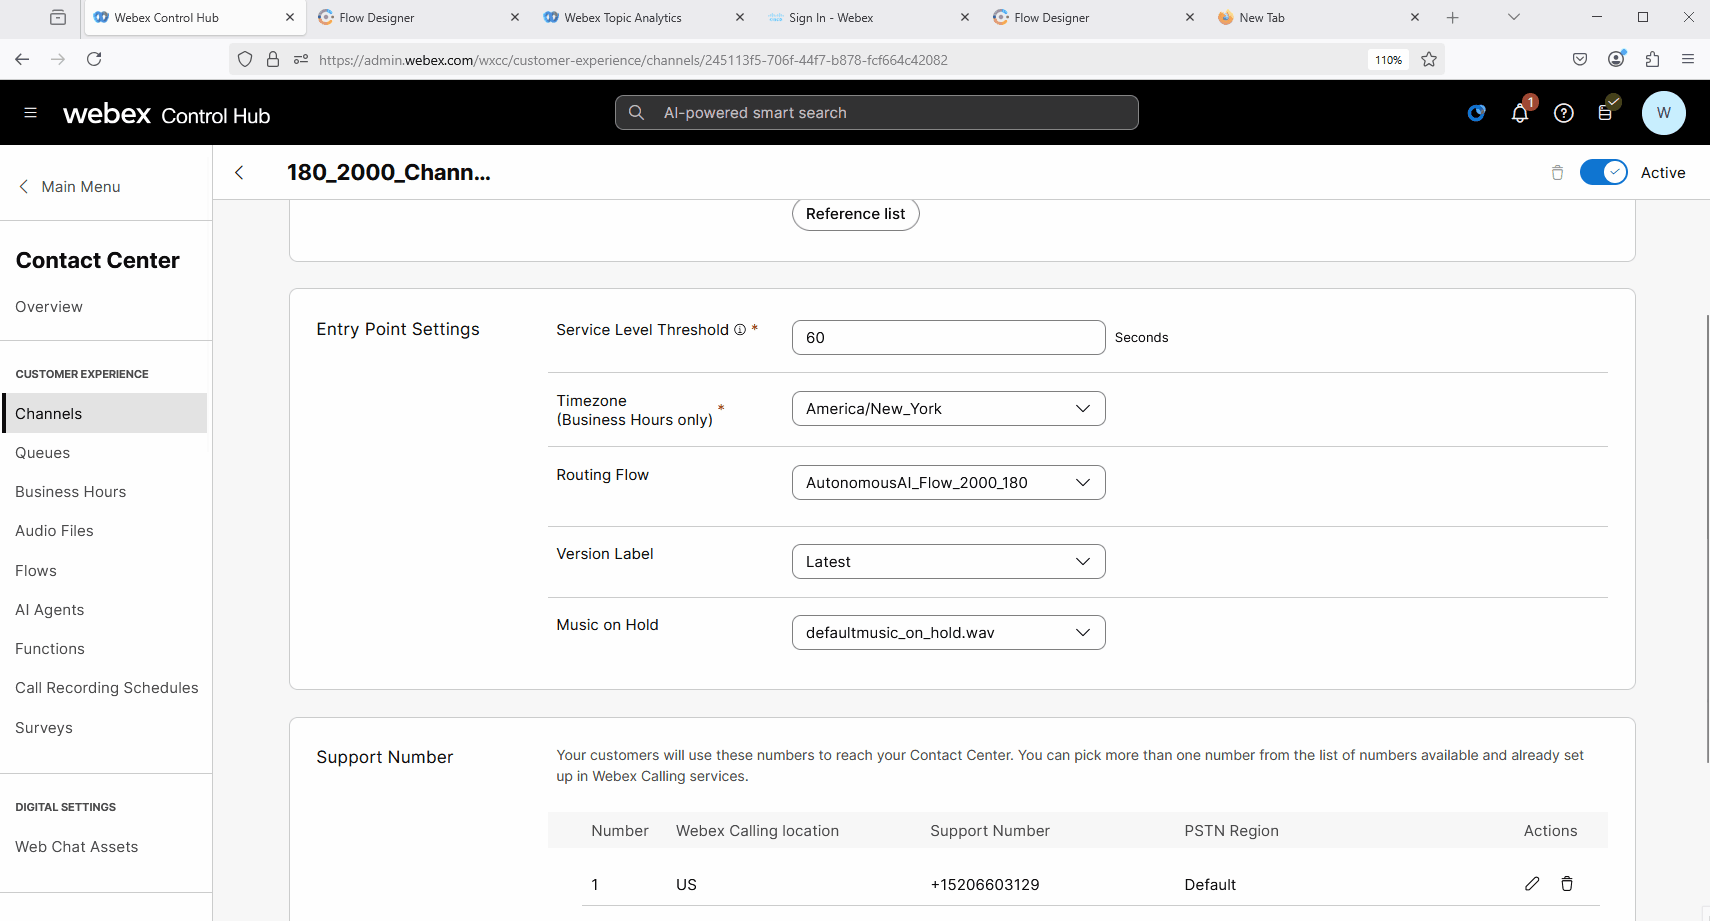 Webex Control Hub
Flow Designer
Webex Topic Analytics
Sign In - Webex
Flow Designer
New Tab
https://admin.webex.com/wxcc/customer-experience/channels/245113f5-706f-44f7-b878-fcf664c42082
110%
webex Control Hub
AI-powered smart search
1
W
Main Menu
180_2000_Chann...
Active
Contact Center
Overview
CUSTOMER EXPERIENCE
Channels
Queues
Business Hours
Audio Files
Flows
AI Agents
Functions
Call Recording Schedules
Surveys
DIGITAL SETTINGS
Web Chat Assets
Reference list
Entry Point Settings
Service Level Threshold *
60
Seconds
Timezone
(Business Hours only) *
America/New_York
Routing Flow
AutonomousAI_Flow_2000_180
Version Label
Latest
Music on Hold
defaultmusic_on_hold.wav
Support Number
Your customers will use these numbers to reach your Contact Center. You can pick more than one number from the list of numbers available and already set
up in Webex Calling services.
Number Webex Calling location Support Number PSTN Region Actions
1 US +15206603129 Default